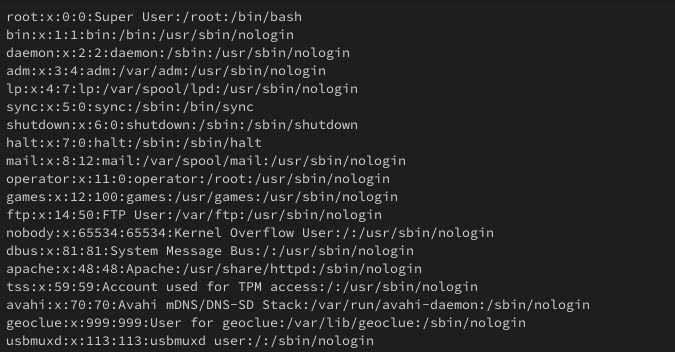 root:x:0:0:Super User:/root:/bin/bash
bin:x:1:1:bin:/bin:/usr/sbin/nologin
daemon:x:2:2:daemon:/sbin:/usr/sbin/nologin
adm:x:3:4:adm:/var/adm:/usr/sbin/nologin
lp:x:4:7:lp:/var/spool/lpd:/usr/sbin/nologin
sync:x:5:0:sync:/sbin:/bin/sync
shutdown:x:6:0:shutdown:/sbin:/sbin/shutdown
halt:x:7:0:halt:/sbin:/sbin/halt
mail:x:8:12:mail:/var/spool/mail:/usr/sbin/nologin
operator:x:11:0:operator:/root:/usr/sbin/nologin
games:x:12:100:games:/usr/games:/usr/sbin/nologin
ftp:x:14:50:FTP User:/var/ftp:/usr/sbin/nologin
nobody:x:65534:65534:Kernel Overflow User:/:/usr/sbin/nologin
dbus:x:81:81:System Message Bus:/:/usr/sbin/nologin
apache:x:48:48:Apache:/usr/share/httpd:/sbin/nologin
tss:x:59:59:Account used for TPM access:/:/usr/sbin/nologin
avahi:x:70:70:Avahi mDNS/DNS-SD Stack:/var/run/avahi-daemon:/sbin/nologin
geoclue:x:999:999:User for geoclue:/var/lib/geoclue:/sbin/nologin
usbmuxd:x:113:113:usbmuxd user:/:/sbin/nologin